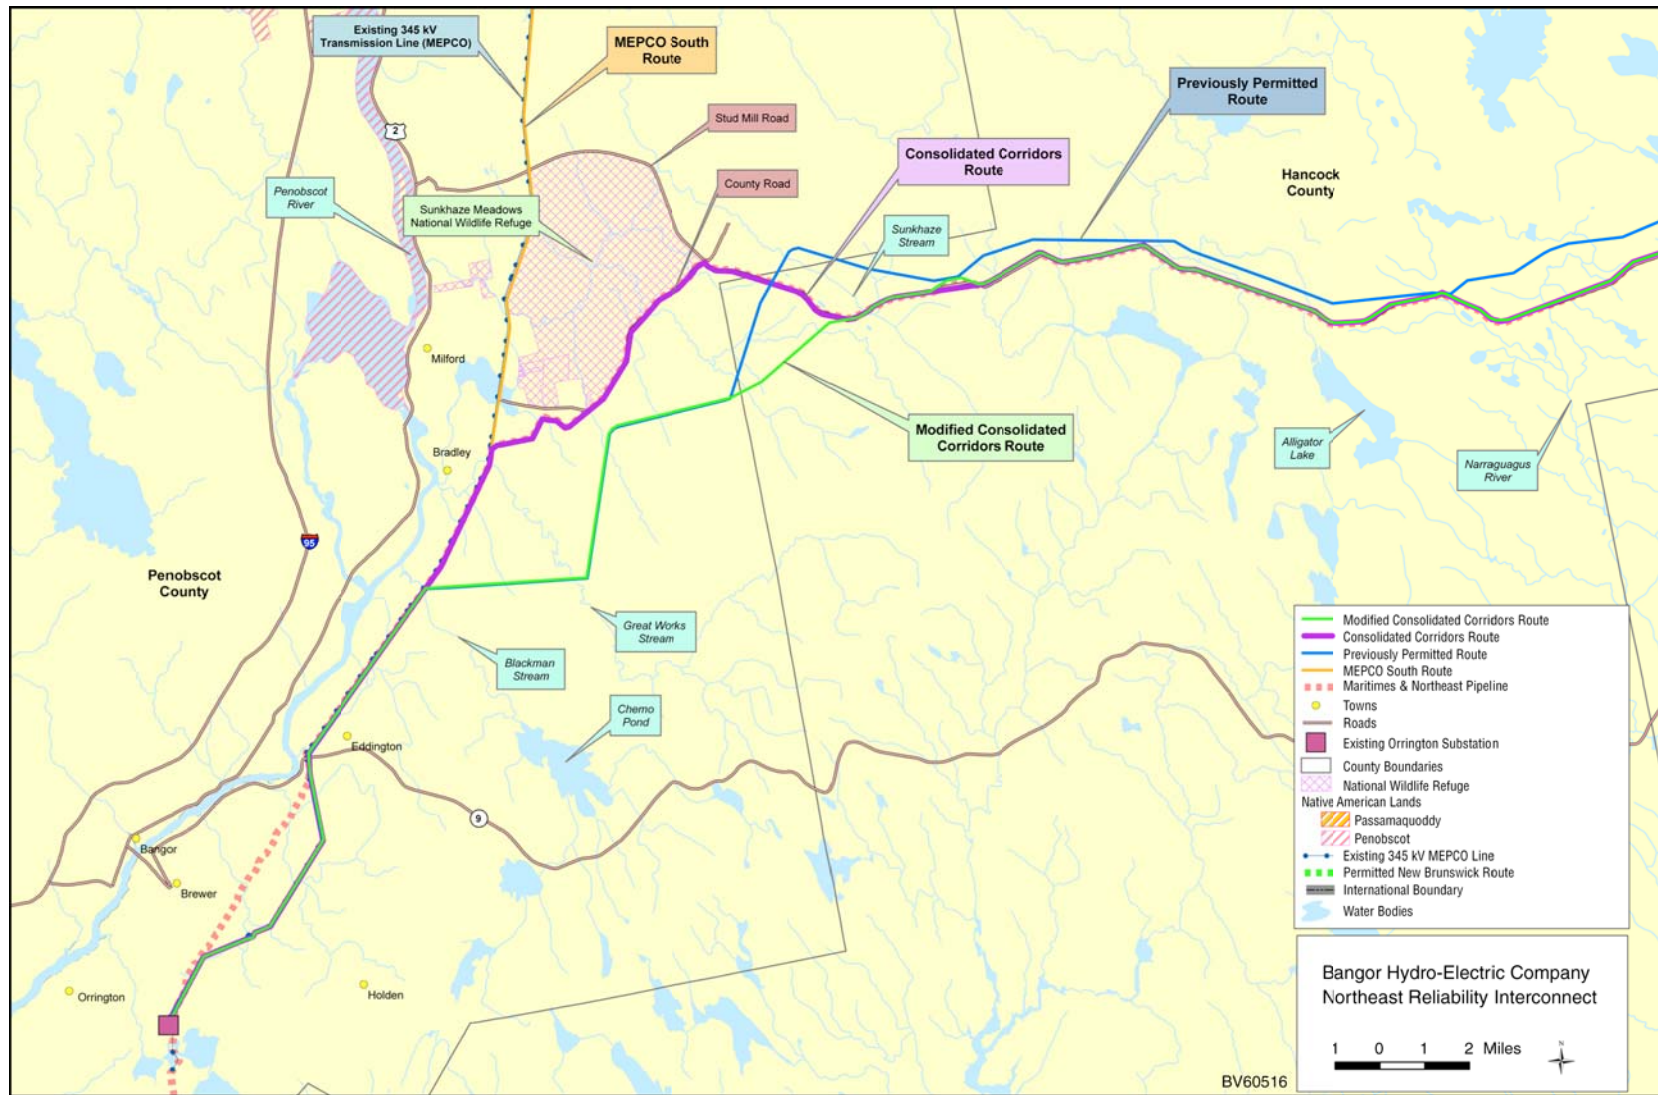 Existing 345 kV
Transmission Line (MEPCO)
MEPCO South
Route
Previously Permitted
Route
Stud Mill Road
2
Consolidated Corridors
Route
Hancock
County
County Road
Penobscot
River
Sunkhaze Meadows
National Wildlife Refuge
Sunkhaze
Stream
Milford
Modified Consolidated
Corridors Route
Alligator
Lake
Narraguagus
River
Bradley
95
Penobscot
County
Great Works
Stream
Blackman
Stream
Chemo
Pond
Eddington
9
Bangor
Brewer
Orrington
Holden
Modified Consolidated Corridors Route
Consolidated Corridors Route
Previously Permitted Route
MEPCO South Route
Maritimes & Northeast Pipeline
Towns
Roads
Existing Orrington Substation
County Boundaries
National Wildlife Refuge
Native American Lands
Passamaquoddy
Penobscot
Existing 345 kV MEPCO Line
Permitted New Brunswick Route
International Boundary
Water Bodies
Bangor Hydro-Electric Company
Northeast Reliability Interconnect
1 0 1 2 Miles
N
BV60516